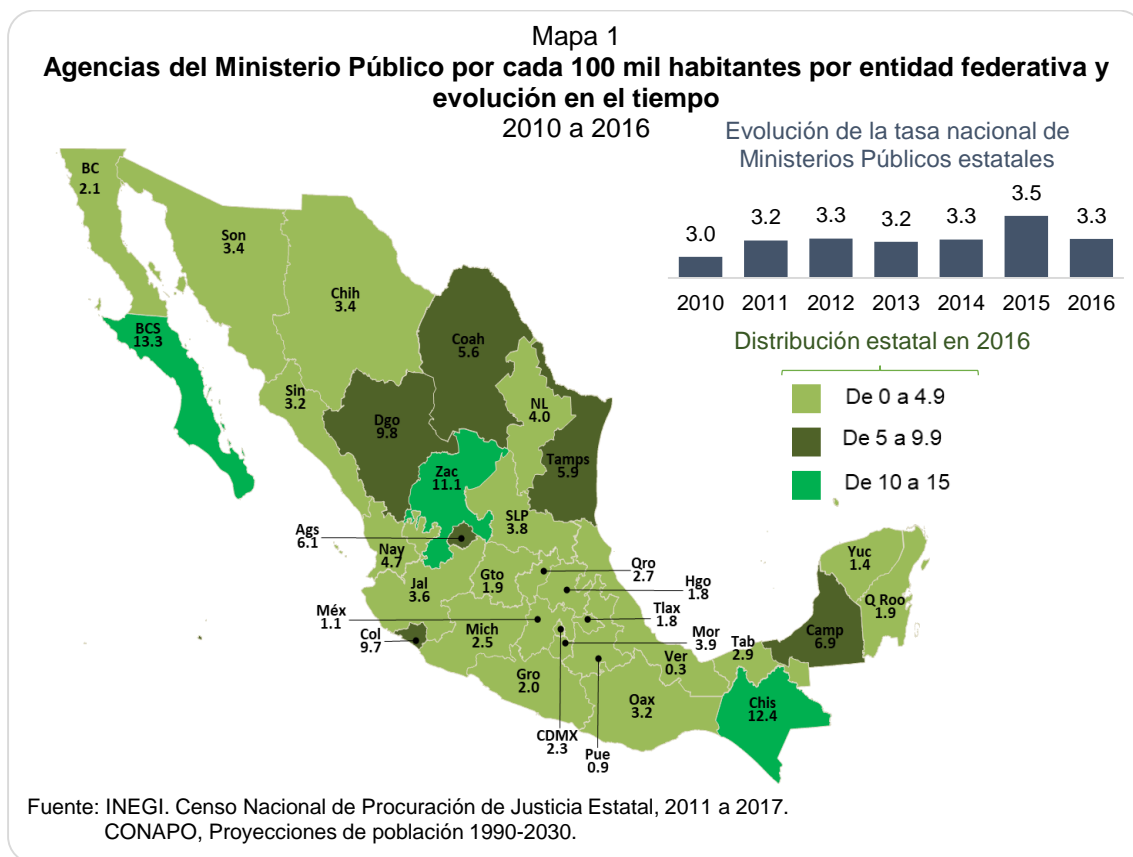 Mapa 1
Agencias del Ministerio Público por cada 100 mil habitantes por entidad federativa y
evolución en el tiempo
2010 a 2016
Evolución de la tasa nacional de
Ministerios Públicos estatales
3.0 3.2 3.3 3.2 3.3 3.5 3.3
2010 2011 2012 2013 2014 2015 2016
Distribución estatal en 2016
De 0 a 4.9
De 5 a 9.9
De 10 a 15
BC
2.1
Son
3.4
Chih
3.4
BCS
13.3
Coah
5.6
Sin
3.2
NL
4.0
Dgo
9.8
Tamps
5.9
Zac
11.1
SLP
3.8
Ags
6.1
Nay
4.7
Jal
3.6
Gto
1.9
Qro
2.7
Hgo
1.8
Méx
1.1
Tlax
1.8
Col
9.7
Mich
2.5
Mor
3.9
Ver
0.3
Tab
2.9
Yuc
1.4
Q Roo
1.9
Camp
6.9
Gro
2.0
Oax
3.2
Chis
12.4
CDMX
2.3
Pue
0.9
Fuente: INEGI. Censo Nacional de Procuración de Justicia Estatal, 2011 a 2017.
CONAPO, Proyecciones de población 1990-2030.